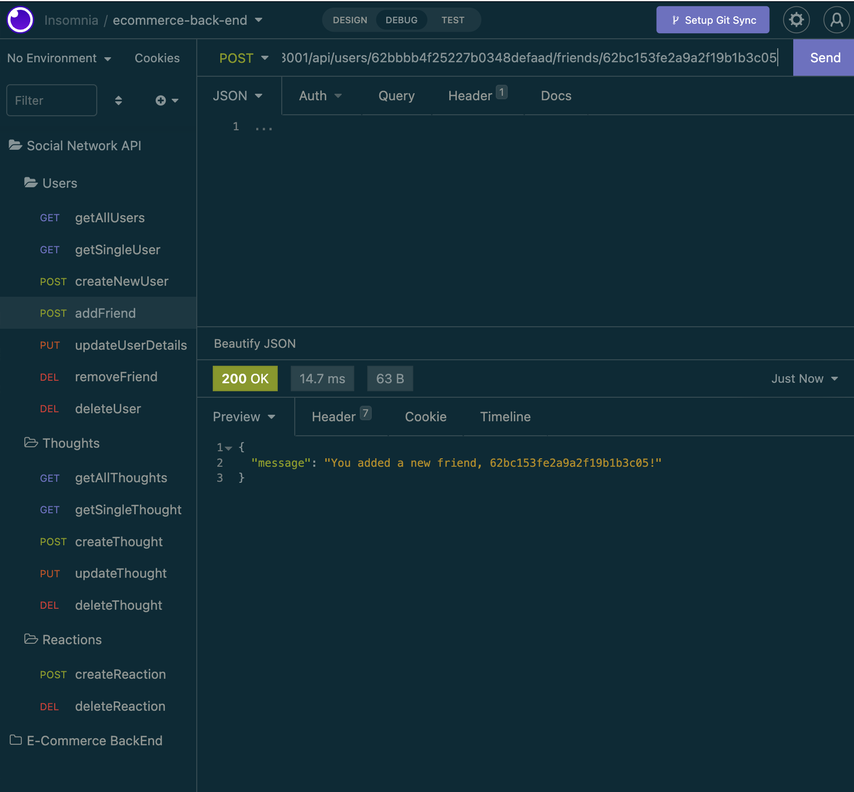 Insomnia / ecommerce-back-end
DESIGN DEBUG TEST
Setup Git Sync
No Environment Cookies
POST 3001/api/users/62bbbb4f25227b0348defaad/friends/62bc153fe2a9a2f19b1b3c05 Send
Filter
JSON Auth Query Header 1 Docs
1 ...
Social Network API
Users
GET getAllUsers
GET getSingleUser
POST createNewUser
POST addFriend
PUT updateUserDetails
DEL removeFriend
DEL deleteUser
Thoughts
GET getAllThoughts
GET getSingleThought
POST createThought
PUT updateThought
DEL deleteThought
Reactions
POST createReaction
DEL deleteReaction
E-Commerce BackEnd
Beautify JSON
200 OK 14.7 ms 63 B Just Now
Preview Header 7 Cookie Timeline
1 {
2 "message": "You added a new friend, 62bc153fe2a9a2f19b1b3c05!"
3 }